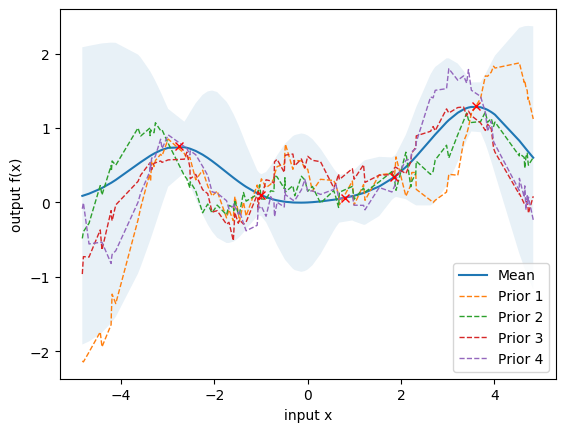 2
1
0
−1
−2
output f(x)
−4
−2
0
2
4
input x
Mean
Prior 1
Prior 2
Prior 3
Prior 4